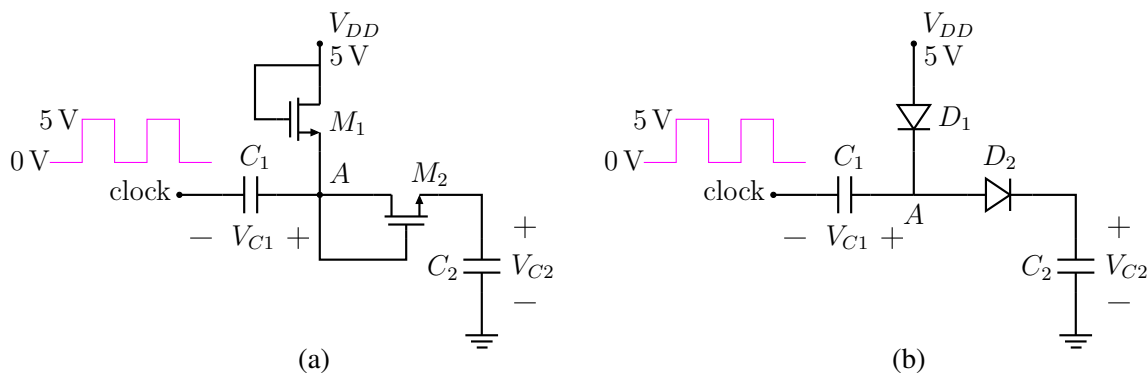 V_DD
5 V
M_1
5 V
0 V
C_1
A
M_2
clock
− V_C1 +
C_2
+
V_C2
−
(a)
V_DD
5 V
D_1
5 V
0 V
C_1
D_2
clock
A
− V_C1 +
C_2
+
V_C2
−
(b)